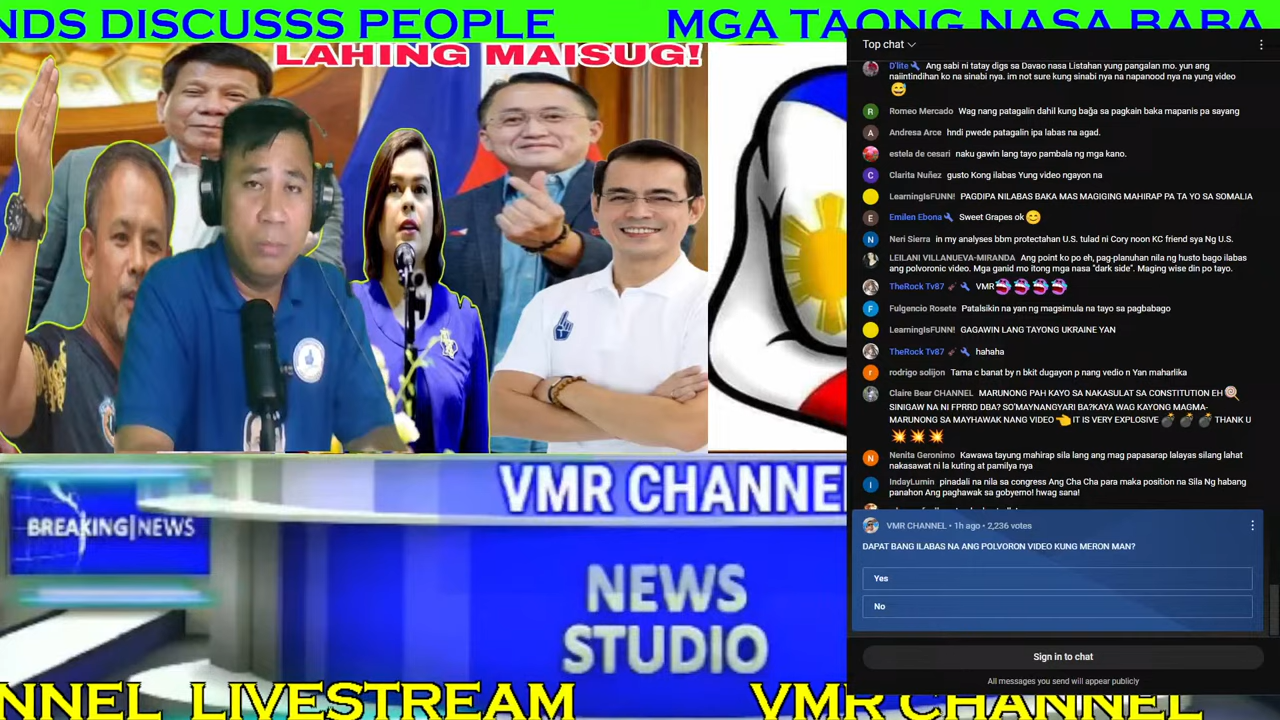 NDS DISCUSSS PEOPLE MGA TAONG NASA BABA
LAHING MAISUG!
Top chat
D'lite Ang sabi ni tatay digs sa Davao nasa Listahan yung pangalan mo. yun ang
naiintindihan ko na sinabi nya. im not sure kung sinabi nya na napanood nya na yung video
Romeo Mercado Wag nang patagalin dahil kung bağa sa pagkain baka mapanis pa sayang
Andresa Arce hndi pwede patagalin ipa labas na agad.
estela de cesari naku gawin lang tayo pambala ng mga kano.
Clarita Nuñez gusto Kong ilabas Yung video ngayon na
LearningIsFUNN! PAGDIPA NILABAS BAKA MAS MAGIGING MAHIRAP PA TA YO SA SOMALIA
Emilen Ebona Sweet Grapes ok
Neri Sierra in my analyses bbm protectahan U.S. tulad ni Cory noon KC friend sya Ng U.S.
LEILANI VILLANUEVA-MIRANDA Ang point ko po eh, pag-planuhan nila ng husto bago ilabas
ang polvoronic video. Mga ganid mo itong mga nasa "dark side". Maging wise din po tayo.
TheRock Tv87 VMR
Fulgencio Rosete Patalsikin na yan ng magsimula na tayo sa pagbabago
LearningIsFUNN! GAGAWIN LANG TAYONG UKRAINE YAN
TheRock Tv87 hahaha
rodrigo solijon Tama c banat by n bkit dugayon p nang vedio n Yan maharlika
Claire Bear CHANNEL MARUNONG PAH KAYO SA NAKASULAT SA CONSTITUTION EH
SINIGAW NA NI FPRRD DBA? SO'MAYNANGYARI BA?KAYA WAG KAYONG MAGMA-
MARUNONG SA MAYHAWAK NANG VIDEO IT IS VERY EXPLOSIVE THANK U
Nenita Geronimo Kawawa tayung mahirap sila lang ang mag papasarap lalayas silang lahat
nakasawat ni la kuting at pamilya nya
IndayLumin pinadali na nila sa congress Ang Cha Cha para maka position na Sila Ng habang
panahon Ang paghawak sa gobyemo! hwag sana!
VMR CHANNEL • 1h ago • 2,236 votes
DAPAT BANG ILABAS NA ANG POLVORON VIDEO KUNG MERON MAN?
Yes
No
Sign in to chat
All messages you send will appear publicly
VMR CHANNE
BREAKING|NEWS
NEWS
STUDIO
NNEL LIVESTREAM VMR CHANNEL